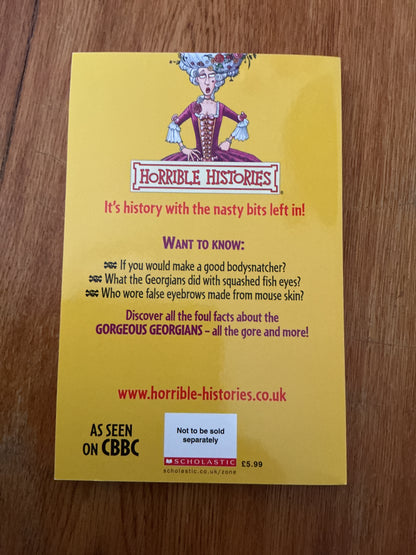 HORRIBLE HISTORIES®
It's history with the nasty bits left in!
WANT TO KNOW:
If you would make a good bodysnatcher?
What the Georgians did with squashed fish eyes?
Who wore false eyebrows made from mouse skin?
Discover all the foul facts about the
GORGEOUS GEORGIANS – all the gore and more!
www.horrible-histories.co.uk
AS SEEN
ON CBBC
Not to be sold
separately
SCHOLASTIC £5.99
scholastic.co.uk/zone